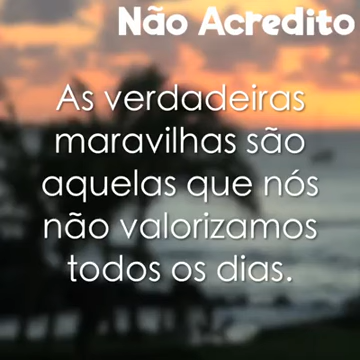 Não Acredito
As verdadeiras
maravilhas são
aquelas que nós
não valorizamos
todos os dias.